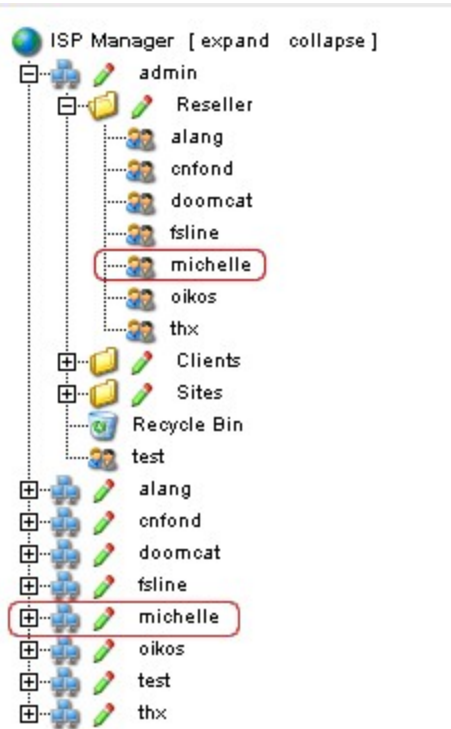 ISP Manager [ expand collapse ]
admin
Reseller
alang
cnfond
doomcat
fsline
michelle
oikos
thx
Clients
Sites
Recycle Bin
test
alang
cnfond
doomcat
fsline
michelle
oikos
test
thx